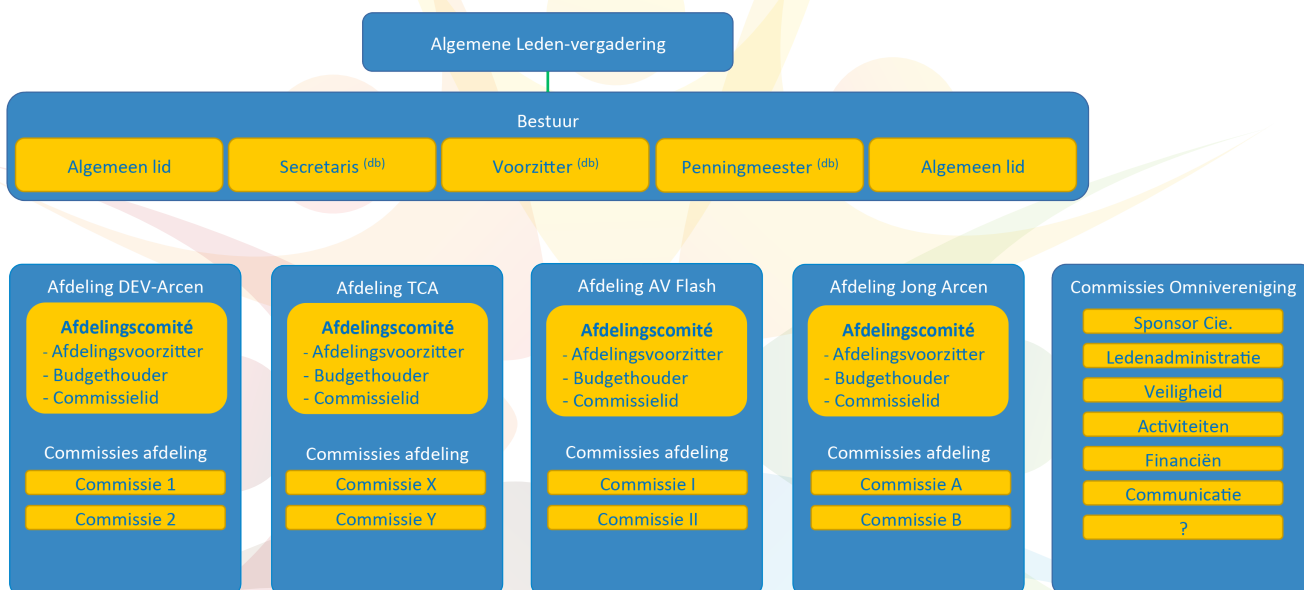 Algemene Leden-vergadering
Bestuur
Algemeen lid
Secretaris (db)
Voorzitter (db)
Penningmeester (db)
Algemeen lid
Afdeling DEV-Arcen
Afdelingscomité
- Afdelingsvoorzitter
- Budgethouder
- Commissielid
Commissies afdeling
Commissie 1
Commissie 2
Afdeling TCA
Afdelingscomité
- Afdelingsvoorzitter
- Budgethouder
- Commissielid
Commissies afdeling
Commissie X
Commissie Y
Afdeling AV Flash
Afdelingscomité
- Afdelingsvoorzitter
- Budgethouder
- Commissielid
Commissies afdeling
Commissie I
Commissie II
Afdeling Jong Arcen
Afdelingscomité
- Afdelingsvoorzitter
- Budgethouder
- Commissielid
Commissies afdeling
Commissie A
Commissie B
Commissies Omnivereniging
Sponsor Cie.
Ledenadministratie
Veiligheid
Activiteiten
Financiën
Communicatie
?